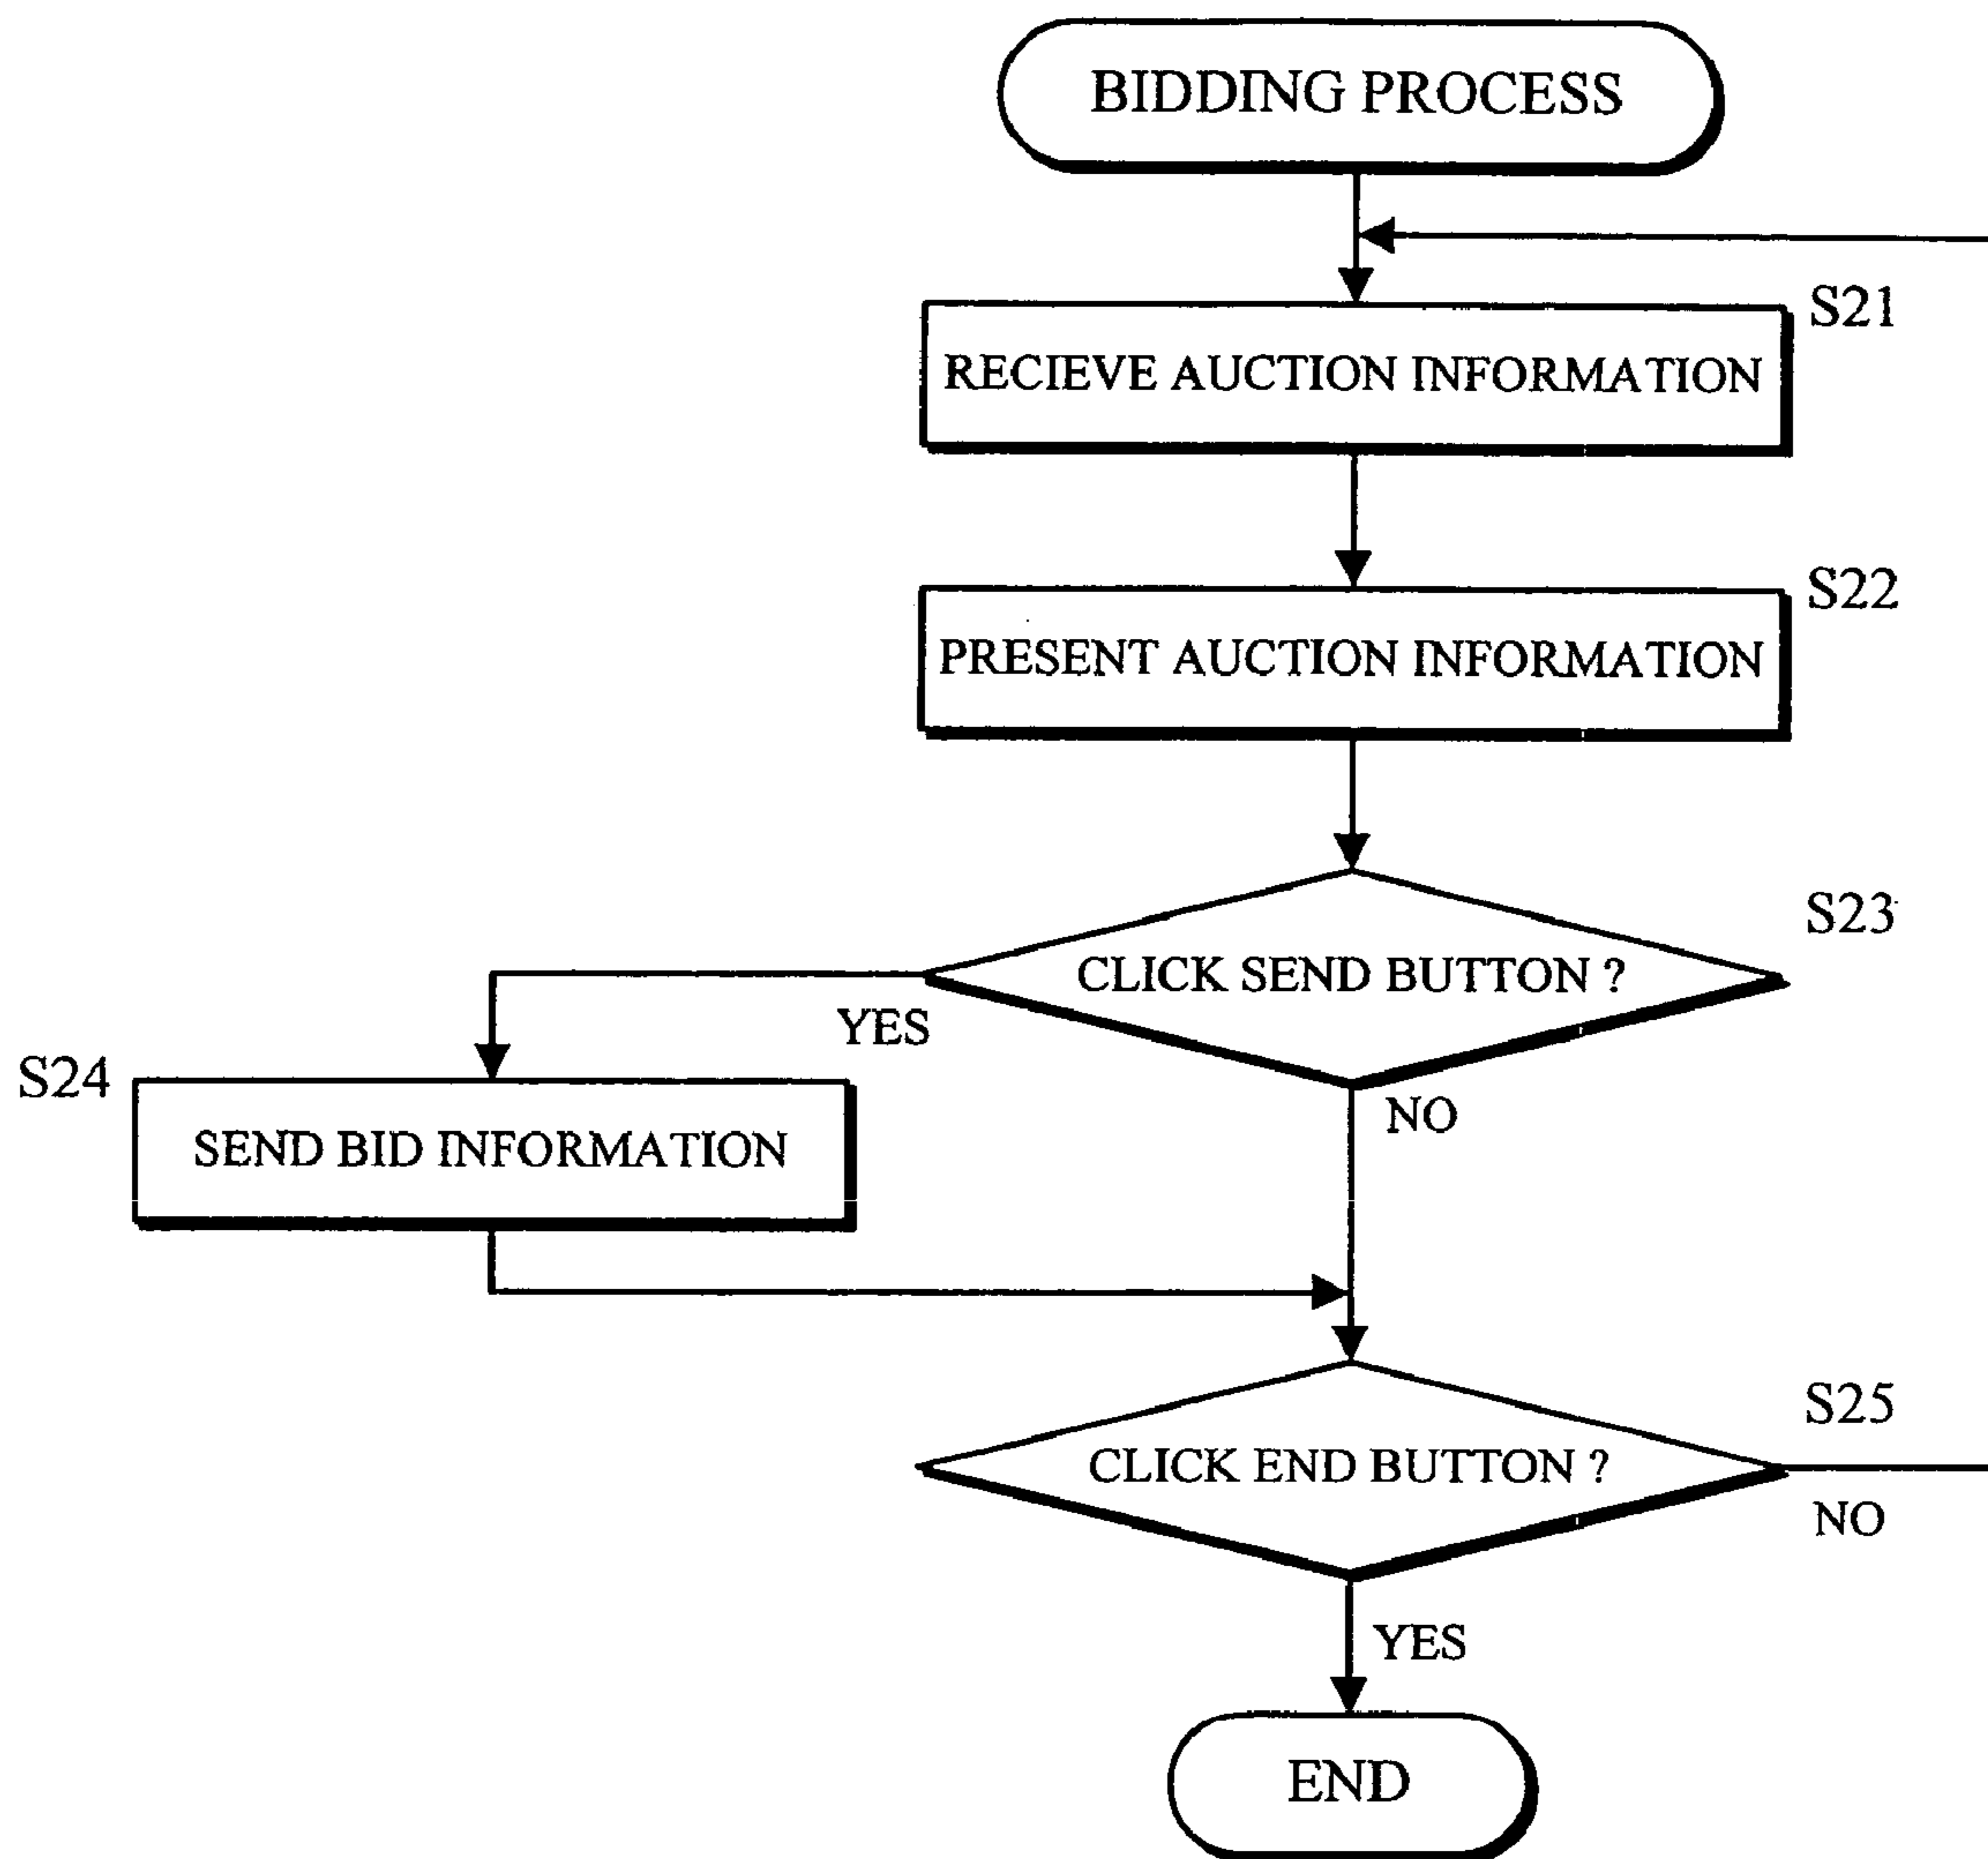 BIDDING PROCESS
S21
RECIEVE AUCTION INFORMATION
S22
PRESENT AUCTION INFORMATION
S23
CLICK SEND BUTTON ?
YES
NO
S24
SEND BID INFORMATION
S25
CLICK END BUTTON ?
NO
YES
END